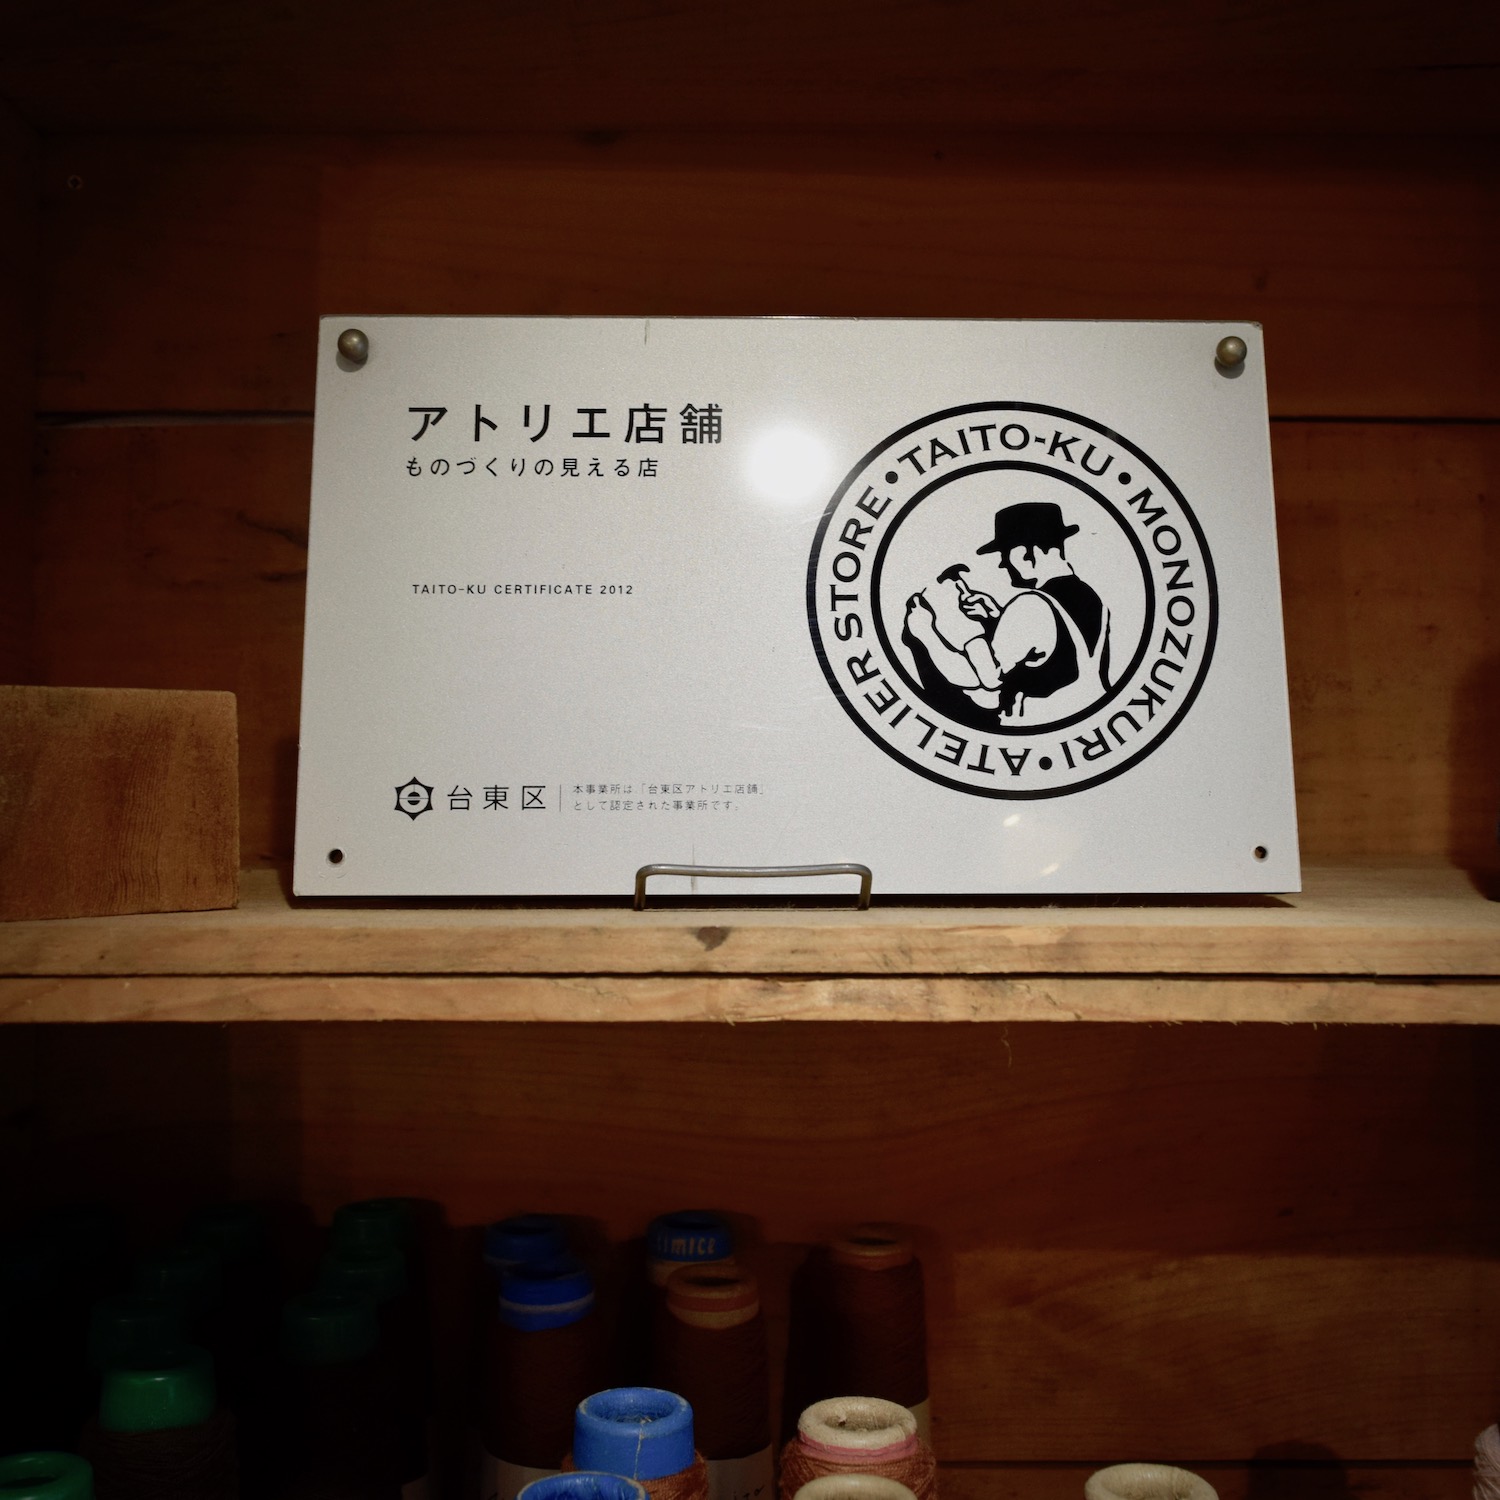 アトリエ店舗
ものづくりの見える店
TAITO-KU CERTIFICATE 2012
台東区
本事業所は「台東区アトリエ店舗」
として認定された事業所です。
TAITO-KU • MONOZUKURI • ATELIER STORE •